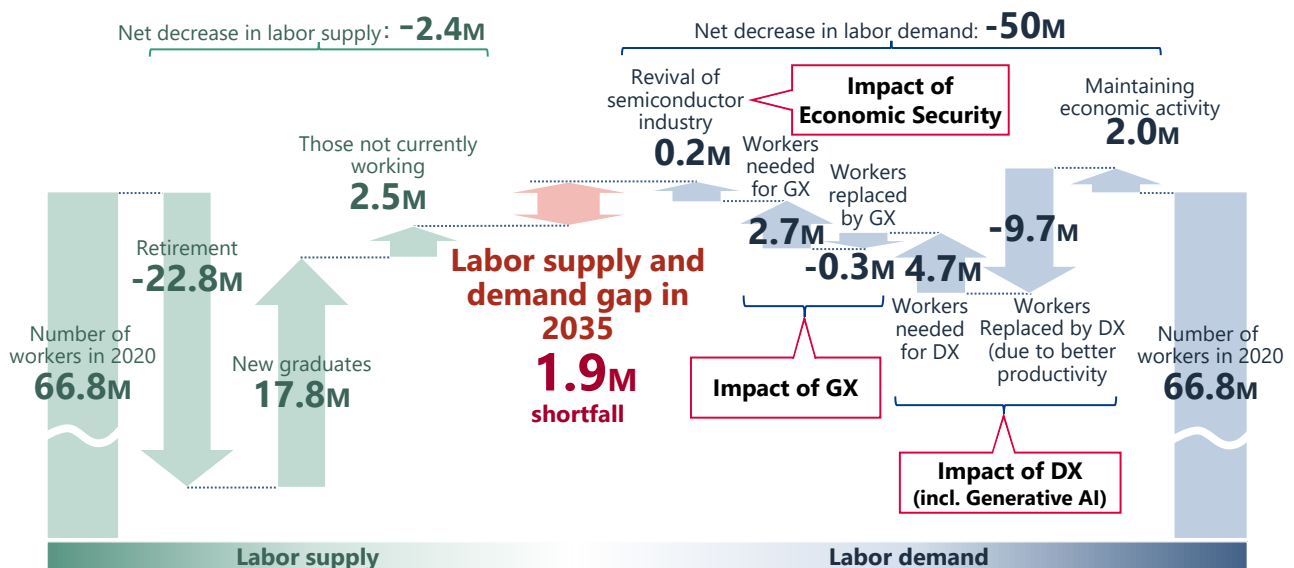 Net decrease in labor supply: -2.4M
Net decrease in labor demand: -50M
Revival of
semiconductor
industry
0.2M
Impact of
Economic Security
Maintaining
economic activity
2.0M
Those not currently
working
2.5M
Workers
needed
for GX
2.7M
Workers
replaced
by GX
-0.3M
4.7M
-9.7M
Retirement
-22.8M
Labor supply and
demand gap in
2035
1.9M
shortfall
Number of
workers in 2020
66.8M
New graduates
17.8M
Impact of GX
Workers
needed
for DX
Workers
Replaced by DX
(due to better
productivity
Number of
workers in 2020
66.8M
Impact of DX
(incl. Generative AI)
Labor supply
Labor demand